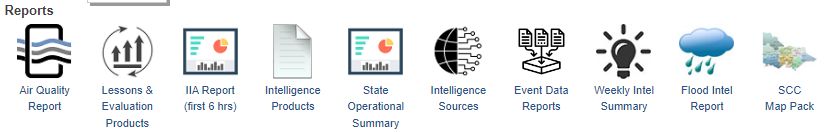 Reports
Air Quality
Report
Lessons &
Evaluation
Products
IIA Report
(first 6 hrs)
Intelligence
Products
State
Operational
Summary
Intelligence
Sources
Event Data
Reports
Weekly Intel
Summary
Flood Intel
Report
SCC
Map Pack